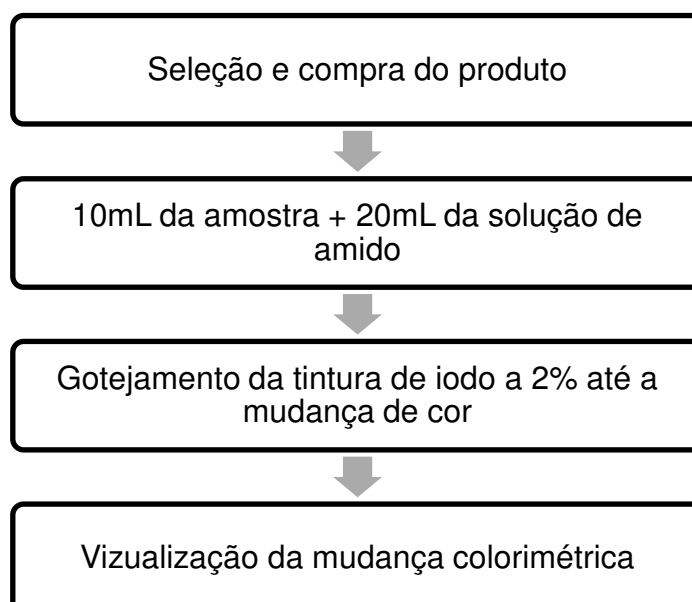 Seleção e compra do produto
10mL da amostra + 20mL da solução de
amido
Gotejamento da tintura de iodo a 2% até a
mudança de cor
Vizualização da mudança colorimétrica